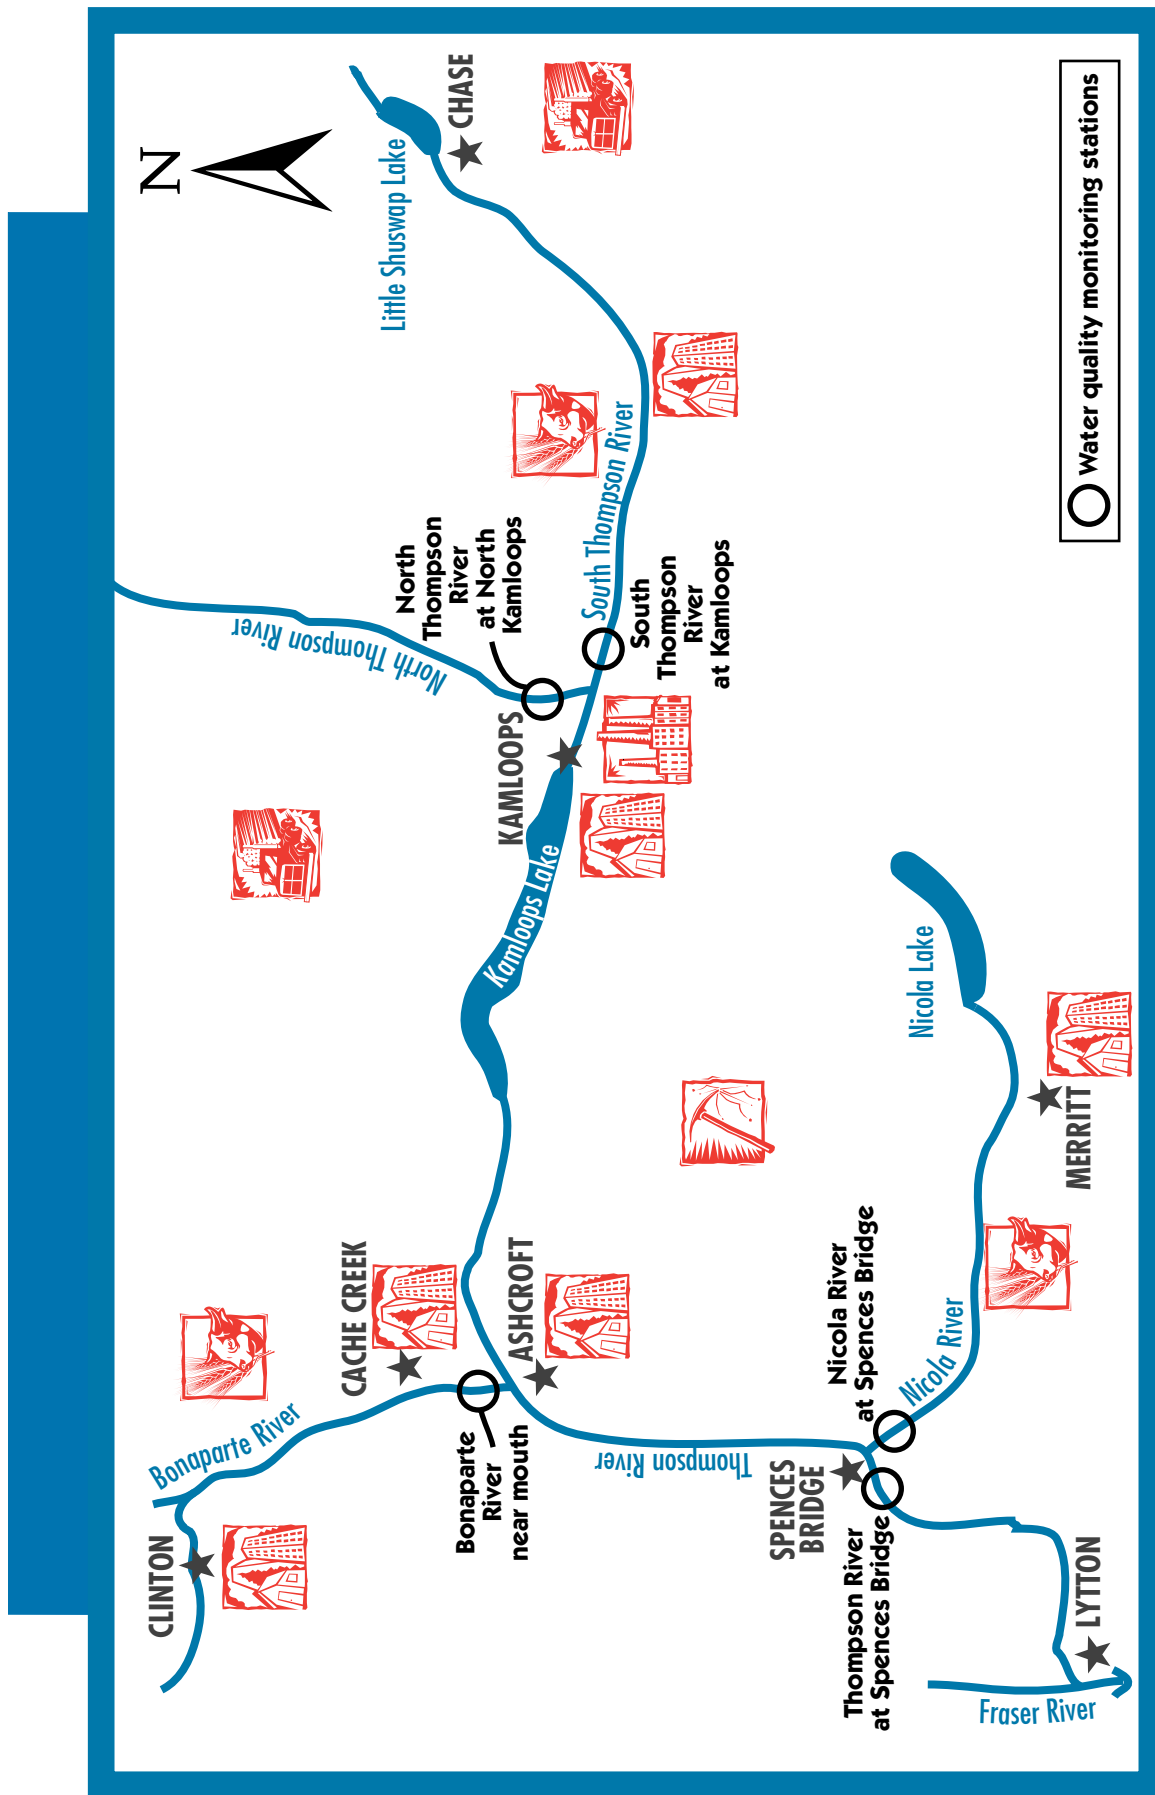 N
CHASE
Little Shuswap Lake
North Thompson River
North
Thompson
River
at North
Kamloops
South Thompson River
South
Thompson
River
at Kamloops
KAMLOOPS
Kamloops Lake
Nicola Lake
MERRITT
CACHE CREEK
ASHCROFT
Bonaparte River
Bonaparte
River
near mouth
CLINTON
Thompson River
Nicola River
at Spences Bridge
Nicola River
SPENCES
BRIDGE
Thompson River
at Spences Bridge
LYTTON
Fraser River
Water quality monitoring stations